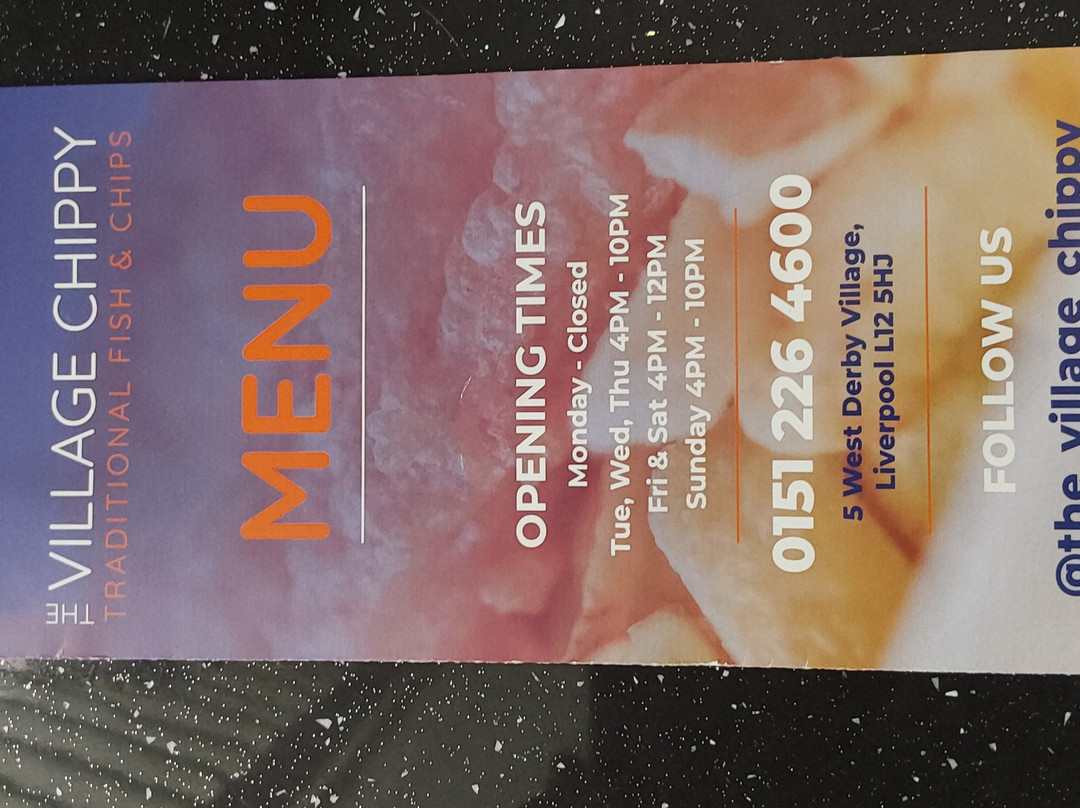 THE VILLAGE CHIPPY
TRADITIONAL FISH & CHIPS
MENU
OPENING TIMES
Monday - Closed
Tue, Wed, Thu 4PM - 10PM
Fri & Sat 4PM - 12PM
Sunday 4PM - 10PM
0151 226 4600
5 West Derby Village,
Liverpool L12 5HJ
FOLLOW US
@the_village_chippy